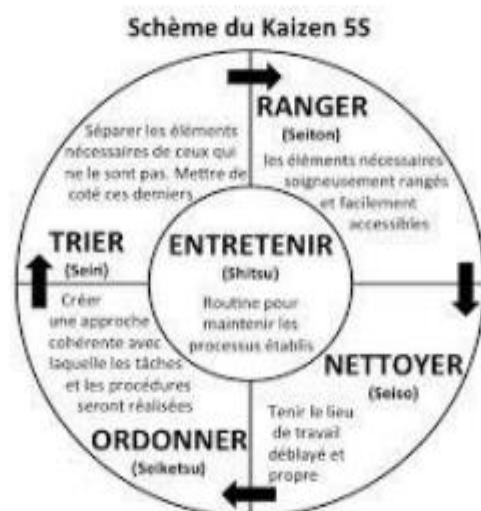 Schème du Kaizen 5S
RANGER
(Seiton)
les éléments nécessaires
soigneusement rangés
et facilement
accessibles
Séparer les éléments
nécessaires de ceux qui
ne le sont pas. Mettre de
coté ces derniers
TRIER
(Seiri)
ENTRETENIR
(Shitsu)
Routine pour
maintenir les
processus établis
NETTOYER
(Seiso)
Tenir le lieu
de travail
déblayé et
propre
Créer
une approche
cohérente avec
laquelle les tâches
et les procédures
seront réalisées
ORDONNER
(Seiketsu)